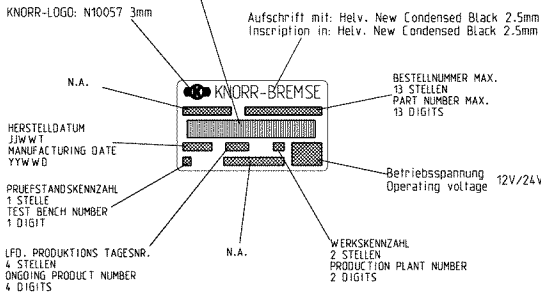 KNORR-LOGO: N10057 3mm
Aufschrift mit: Helv. New Condensed Black 2.5mm
Inscription in: Helv. New Condensed Black 2.5mm
N.A.
KNORR-BREMSE
BESTELLNUMMER MAX.
13 STELLEN
PART NUMBER MAX.
13 DIGITS
HERSTELLDATUM
JJWWT
MANUFACTURING DATE
YYWWD
Betriebsspannung
Operating voltage 12V/24V
PRUEFSTANDSKENNZAHL
1 STELLE
TEST BENCH NUMBER
1 DIGIT
LFD. PRODUKTIONS TAGESNR.
4 STELLEN
ONGOING PRODUCT NUMBER
4 DIGITS
N.A.
WERKSKENNZAHL
2 STELLEN
PRODUCTION PLANT NUMBER
2 DIGITS